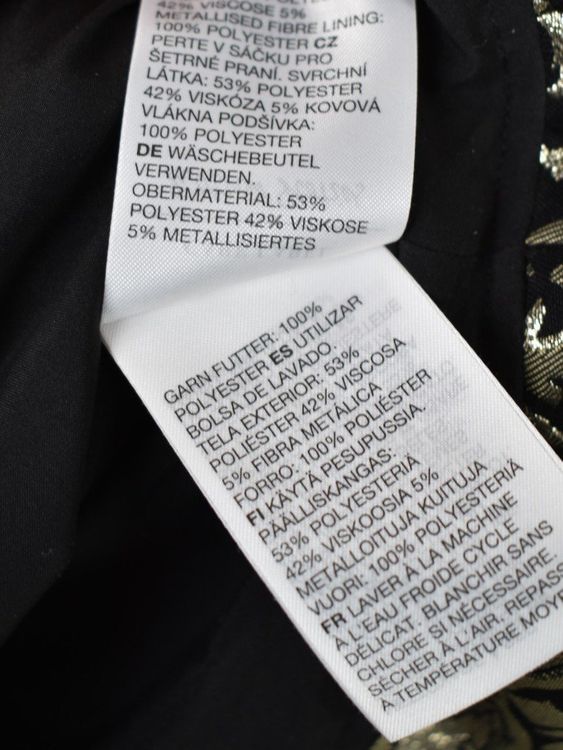 42% VISCOSE 5%
METALLISED FIBRE LINING:
100% POLYESTER CZ
PERTE V SÁČKU PRO
ŠETRNÉ PRANÍ. SVRCHNÍ
LÁTKA: 53% POLYESTER
42% VISKÓZA 5% KOVOVÁ
VLÁKNA PODŠÍVKA:
100% POLYESTER
DE WÄSCHEBEUTEL
VERWENDEN.
OBERMATERIAL: 53%
POLYESTER 42% VISKOSE
5% METALLISIERTES
GARN FUTTER: 100%
POLYESTER ES UTILIZAR
BOLSA DE LAVADO.
TELA EXTERIOR: 53%
POLIÉSTER 42% VISCOSA
5% FIBRA METÁLICA
FORRO: 100% POLIÉSTER
FI KÄYTÄ PESUPUSSIA.
PÄÄLLISKANGAS:
53% POLYESTERIÄ
42% VISKOOSIA 5%
METALLOITUJA KUITUJA
VUORI: 100% POLYESTERIÄ
FR LAVER À LA MACHINE
À L'EAU FROIDE CYCLE
DÉLICAT. BLANCHIR SANS
CHLORE SI NÉCESSAIRE.
SÉCHER À L'AIR. REPASS
À TEMPÉRATURE MOYE